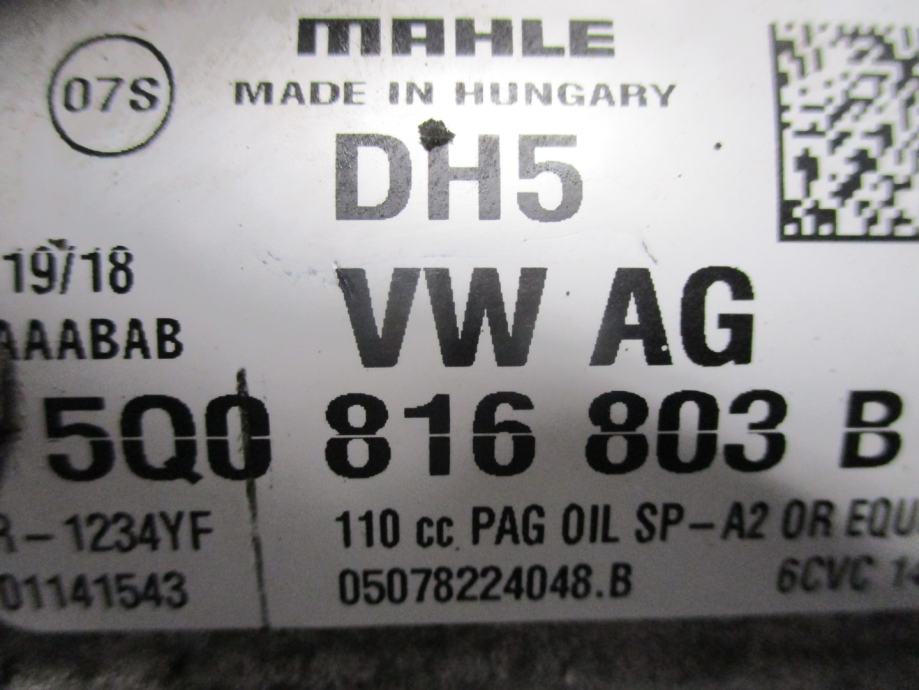 MAHLE
07S
MADE IN HUNGARY
DH5
19/18
VW AG
AAABAB
5Q0 816 803 B
R-1234YF
110 cc PAG OIL SP-A2 OR EQU
01141543
05078224048.B
6CVC 14